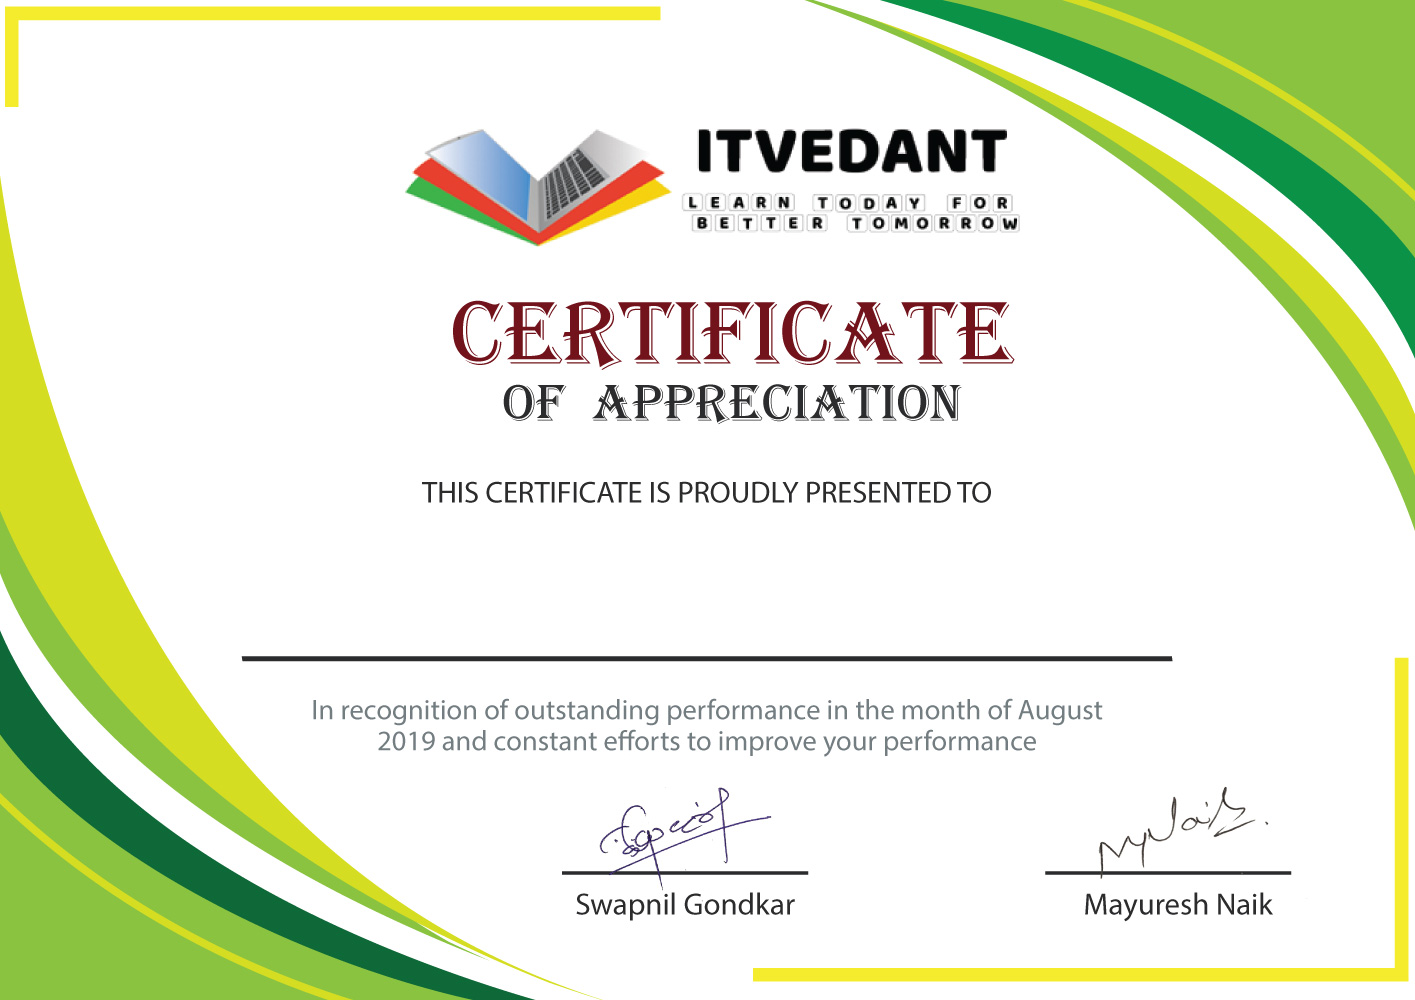 ITVEDANT
LEARN TODAY FOR
BETTER TOMORROW
CERTIFICATE
OF APPRECIATION
THIS CERTIFICATE IS PROUDLY PRESENTED TO
In recognition of outstanding performance in the month of August
2019 and constant efforts to improve your performance
Swapnil Gondkar
Mayuresh Naik